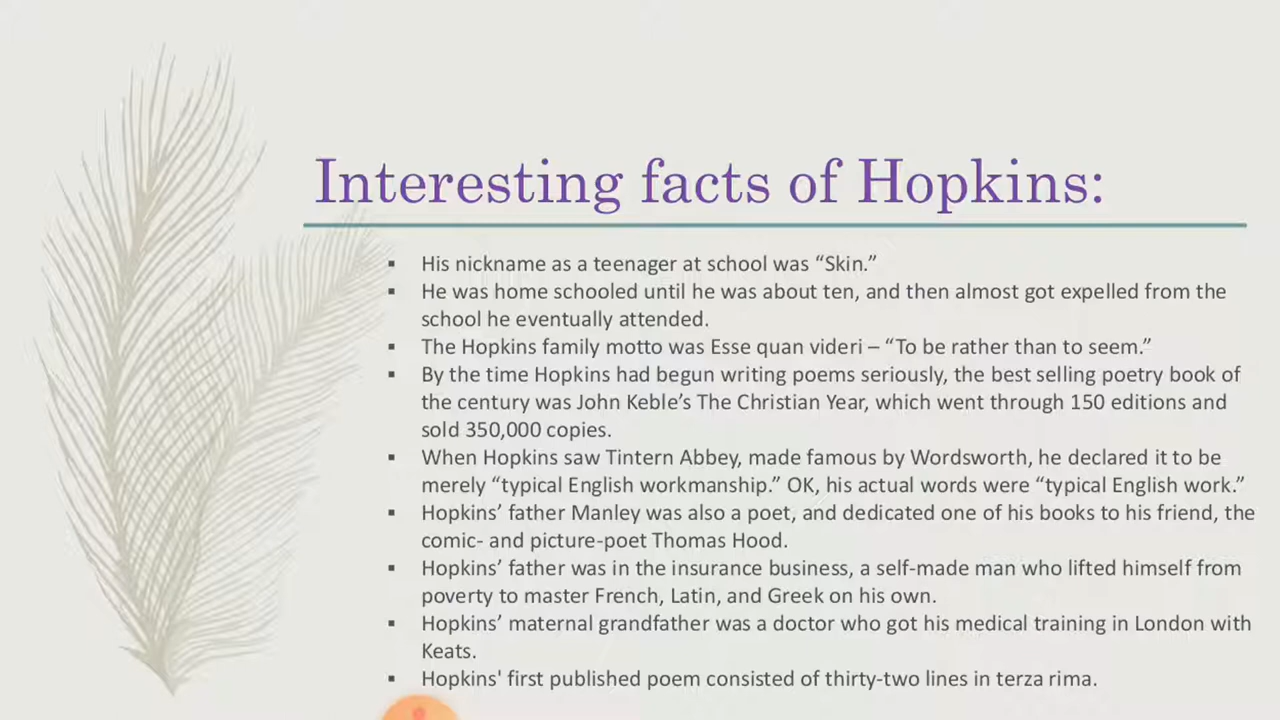 Interesting facts of Hopkins:
▪ His nickname as a teenager at school was “Skin.”
▪ He was home schooled until he was about ten, and then almost got expelled from the
school he eventually attended.
▪ The Hopkins family motto was Esse quan videri – “To be rather than to seem.”
▪ By the time Hopkins had begun writing poems seriously, the best selling poetry book of
the century was John Keble’s The Christian Year, which went through 150 editions and
sold 350,000 copies.
▪ When Hopkins saw Tintern Abbey, made famous by Wordsworth, he declared it to be
merely “typical English workmanship.” OK, his actual words were “typical English work.”
▪ Hopkins’ father Manley was also a poet, and dedicated one of his books to his friend, the
comic- and picture-poet Thomas Hood.
▪ Hopkins’ father was in the insurance business, a self-made man who lifted himself from
poverty to master French, Latin, and Greek on his own.
▪ Hopkins’ maternal grandfather was a doctor who got his medical training in London with
Keats.
▪ Hopkins' first published poem consisted of thirty-two lines in terza rima.